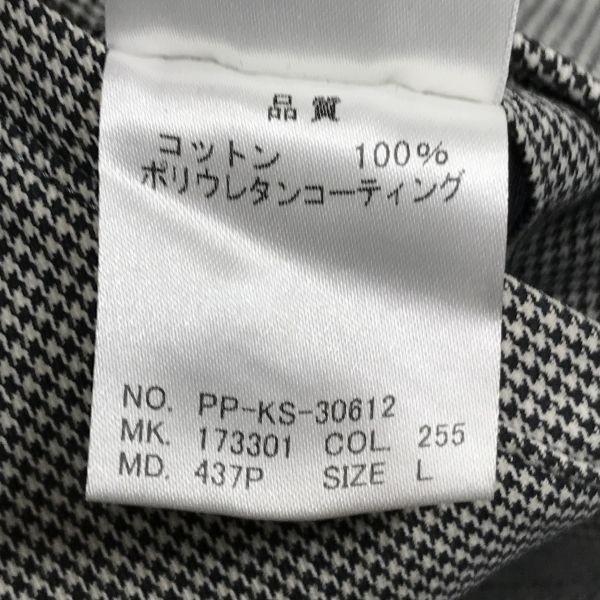 品質
コットン 100%
ポリウレタンコーティング
NO. PP-KS-30612
MK. 173301 COL. 255
MD. 437P SIZE L